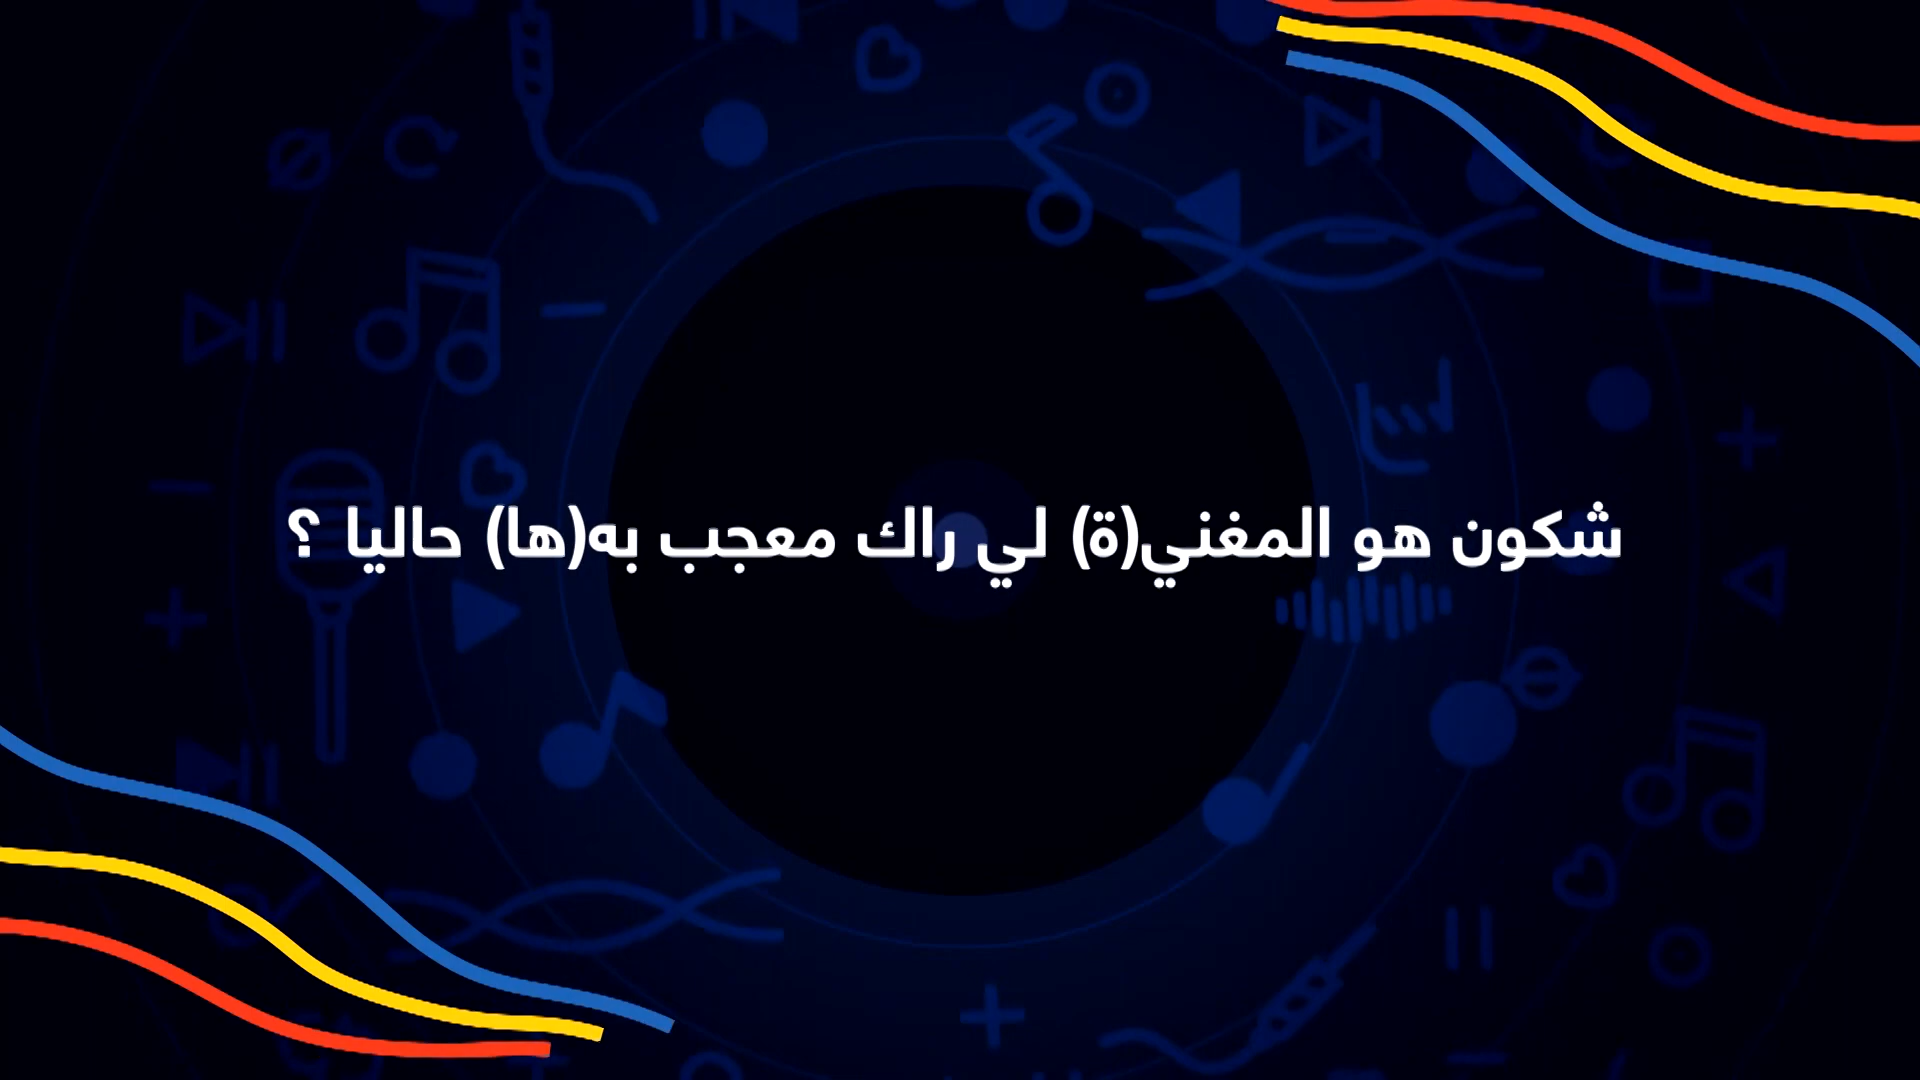 شكون هو المغني(ة) لي راك معجب به(ها) حاليا ؟